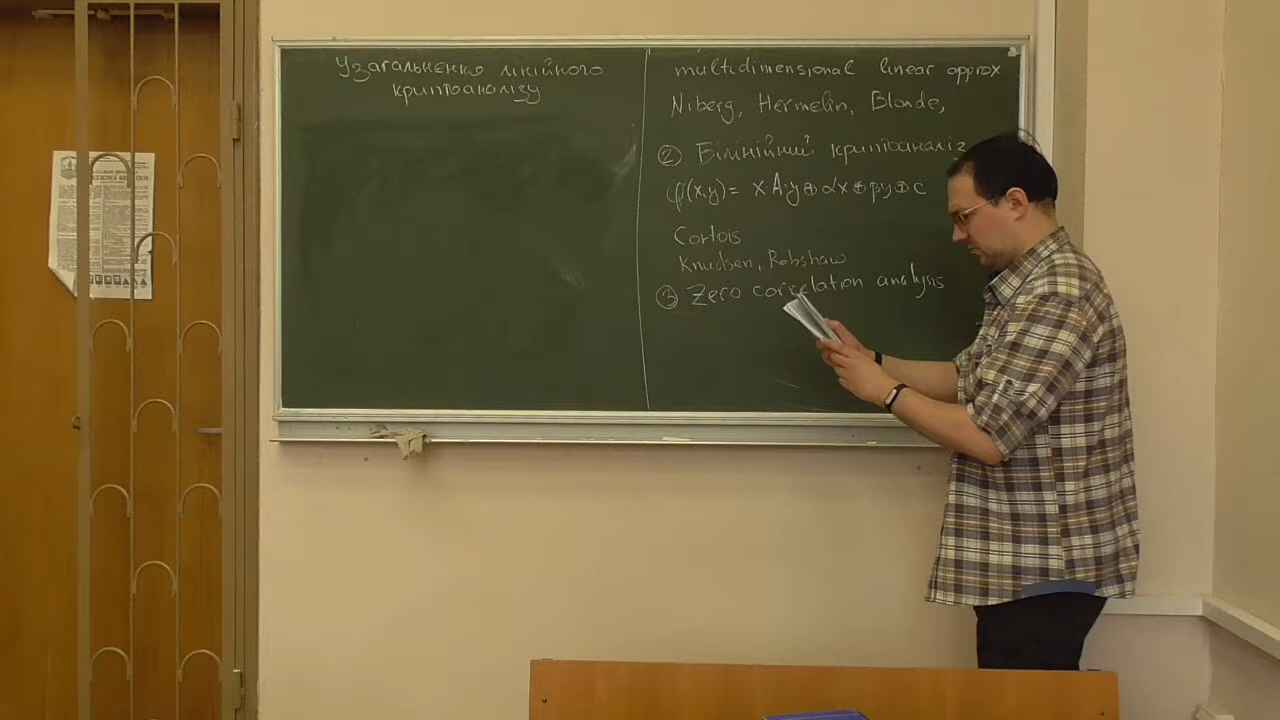 Узагальнення лінійного
криптоаналізу
multidimensional linear approx
Niberg, Hermelin, Blonde,
② Білінійний криптоаналіз
φ(x,y)= xAy⊕αx⊕βy⊕c
Cortois
Knudsen, Robshaw
③ Zero correlation analysis